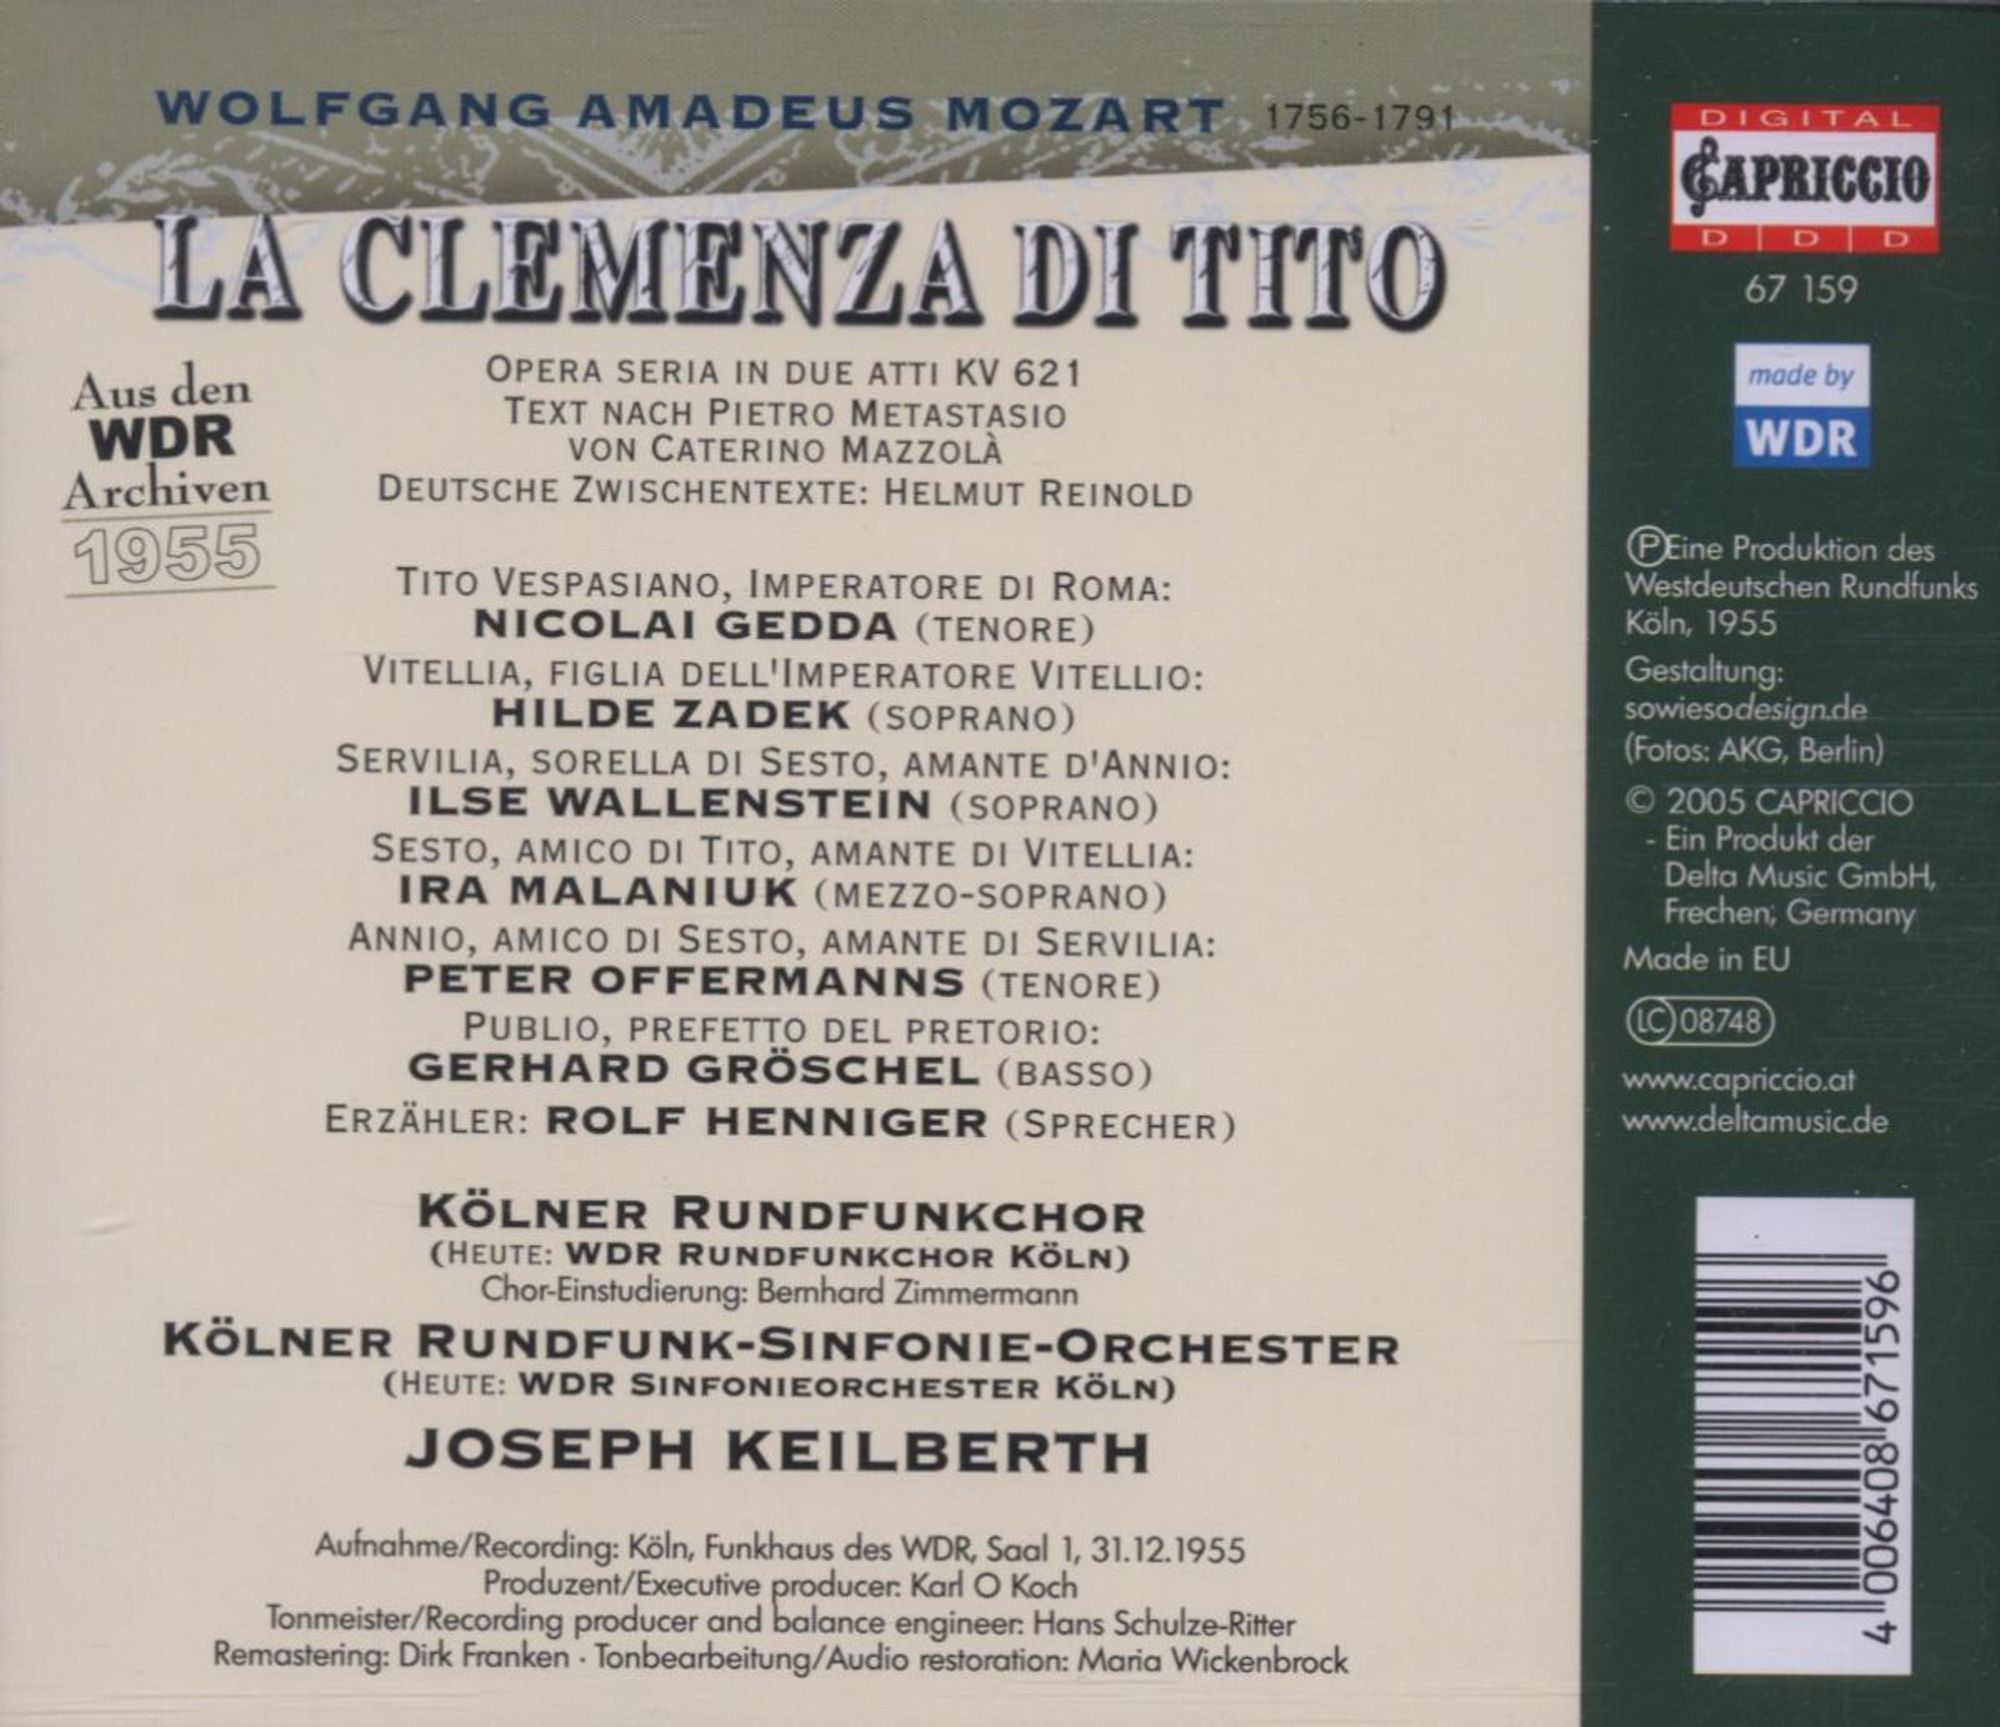 WOLFGANG AMADEUS MOZART 1756-1791
LA CLEMENZA DI TITO
Aus den
WDR
Archiven
1955
OPERA SERIA IN DUE ATTI KV 621
TEXT NACH PIETRO METASTASIO
VON CATERINO MAZZOLÀ
DEUTSCHE ZWISCHENTEXTE: HELMUT REINOLD
TITO VESPASIANO, IMPERATORE DI ROMA:
NICOLAI GEDDA (TENORE)
VITELLIA, FIGLIA DELL'IMPERATORE VITELLIO:
HILDE ZADEK (SOPRANO)
SERVILIA, SORELLA DI SESTO, AMANTE D'ANNIO:
ILSE WALLENSTEIN (SOPRANO)
SESTO, AMICO DI TITO, AMANTE DI VITELLIA:
IRA MALANIUK (MEZZO-SOPRANO)
ANNIO, AMICO DI SESTO, AMANTE DI SERVILIA:
PETER OFFERMANNS (TENORE)
PUBLIO, PREFETTO DEL PRETORIO:
GERHARD GRÖSCHEL (BASSO)
ERZÄHLER: ROLF HENNIGER (SPRECHER)
KÖLNER RUNDFUNKCHOR
(HEUTE: WDR RUNDFUNKCHOR KÖLN)
Chor-Einstudierung: Bernhard Zimmermann
KÖLNER RUNDFUNK-SINFONIE-ORCHESTER
(HEUTE: WDR SINFONIEORCHESTER KÖLN)
JOSEPH KEILBERTH
Aufnahme/Recording: Köln, Funkhaus des WDR, Saal 1, 31.12.1955
Produzent/Executive producer: Karl O Koch
Tonmeister/Recording producer and balance engineer: Hans Schulze-Ritter
Remastering: Dirk Franken · Tonbearbeitung/Audio restoration: Maria Wickenbrock
DIGITAL
CAPRICCIO
D | D | D
67 159
made by
WDR
℗Eine Produktion des
Westdeutschen Rundfunks
Köln, 1955
Gestaltung:
sowiesodesign.de
(Fotos: AKG, Berlin)
© 2005 CAPRICCIO
- Ein Produkt der
Delta Music GmbH,
Frechen, Germany
Made in EU
LC 08748
www.capriccio.at
www.deltamusic.de
4 006408 671596